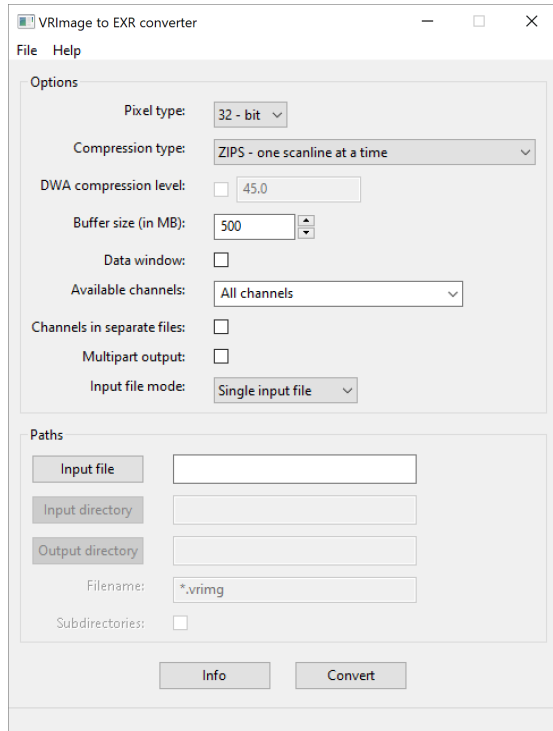 VRImage to EXR converter
File Help
Options
Pixel type: 32 - bit
Compression type: ZIPS - one scanline at a time
DWA compression level: 45.0
Buffer size (in MB): 500
Data window:
Available channels: All channels
Channels in separate files:
Multipart output:
Input file mode: Single input file
Paths
Input file
Input directory
Output directory
Filename: *.vrimg
Subdirectories:
Info Convert